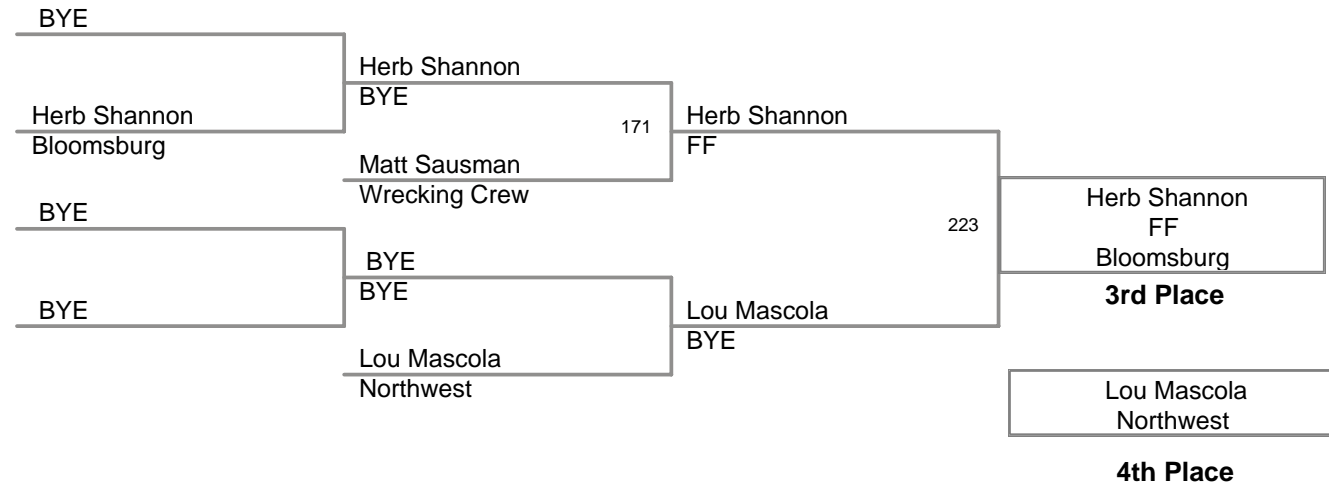 BYE
Herb Shannon
BYE
Herb Shannon
Bloomsburg
171
Herb Shannon
FF
Matt Sausman
Wrecking Crew
Herb Shannon
FF
Bloomsburg
3rd Place
BYE
223
BYE
BYE
BYE
Lou Mascola
BYE
Lou Mascola
Northwest
Lou Mascola
Northwest
4th Place